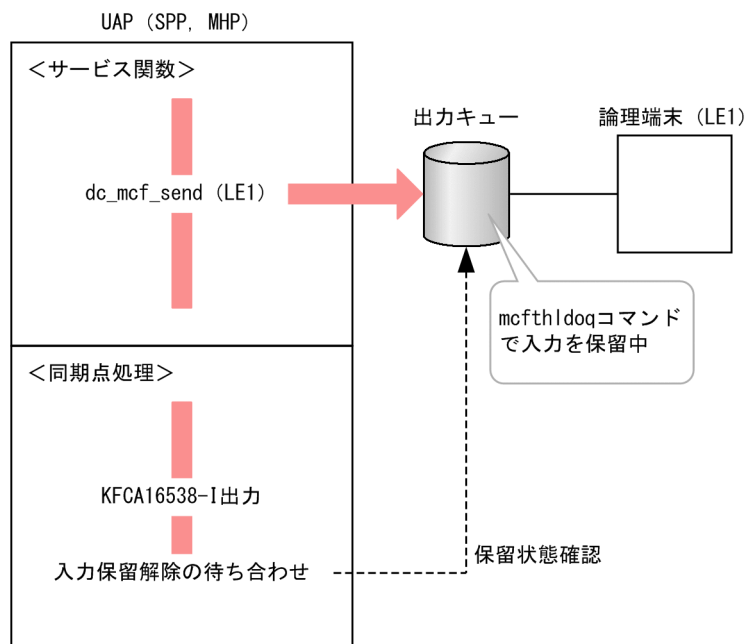 UAP（SPP，MHP）
＜サービス関数＞
dc_mcf_send（LE1）
出力キュー
論理端末（LE1）
mcfthldoqコマンド
で入力を保留中
＜同期点処理＞
KFCA16538-I出力
入力保留解除の待ち合わせ
保留状態確認